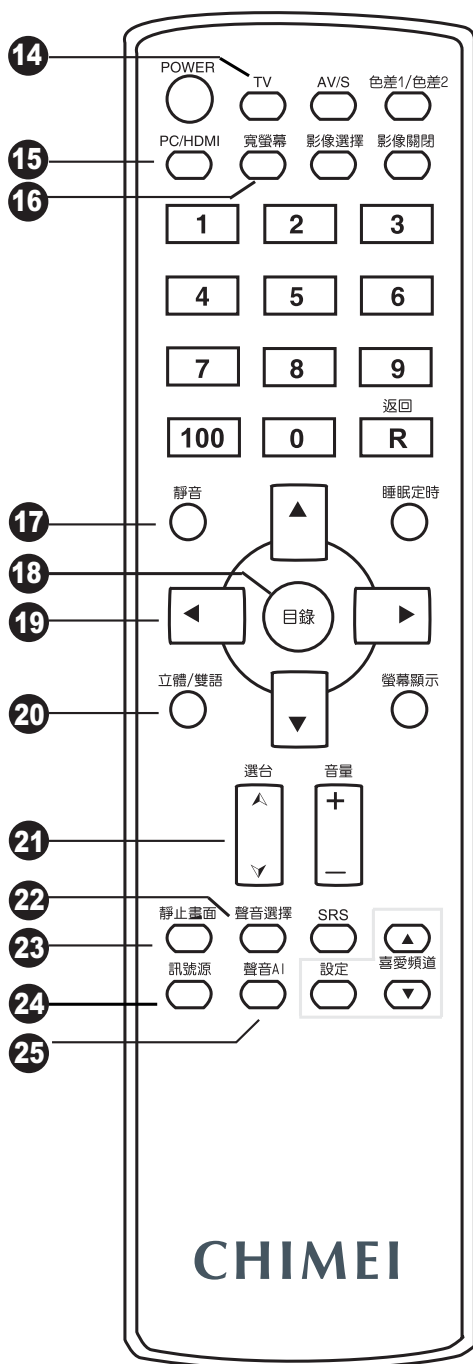 14
POWER TV AV/S 色差1/色差2
15
PC/HDMI 寬螢幕 影像選擇 影像關閉
16
1 2 3
4 5 6
7 8 9
返回
100 0 R
靜音 睡眠定時
17
▲
18
目錄
19
◀ ▶
立體/雙語 螢幕顯示
20
▼
選台 音量
+
21
—
22
靜止畫面 聲音選擇 SRS
23
▲
喜愛頻道
訊號源 聲音AI 設定
24
▼
25
CHIMEI